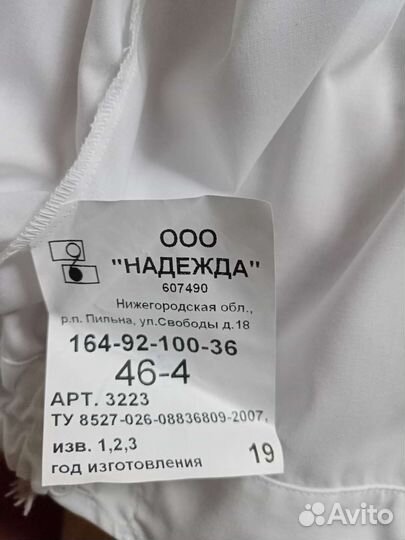 ООО
"НАДЕЖДА"
607490
Нижегородская обл.,
р.п. Пильна, ул.Свободы д.18
164-92-100-36
46-4
АРТ. 3223
ТУ 8527-026-08836809-2007,
изв. 1,2,3
год изготовления 19
Avito